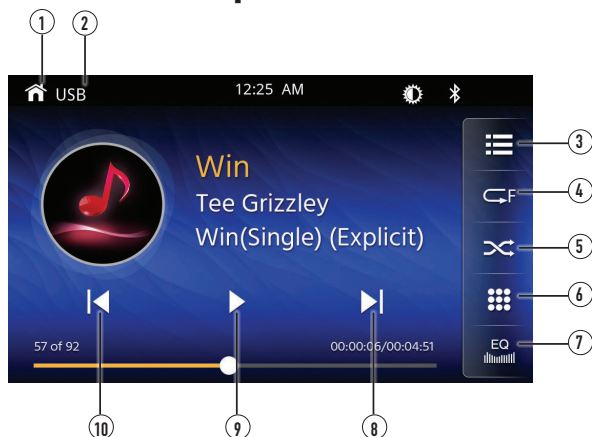 1 2
USB 12:25 AM
Win
Tee Grizzley
Win(Single) (Explicit)
3
F 4
5
6
EQ 7
57 of 92 00:00:06/00:04:51
10 9 8